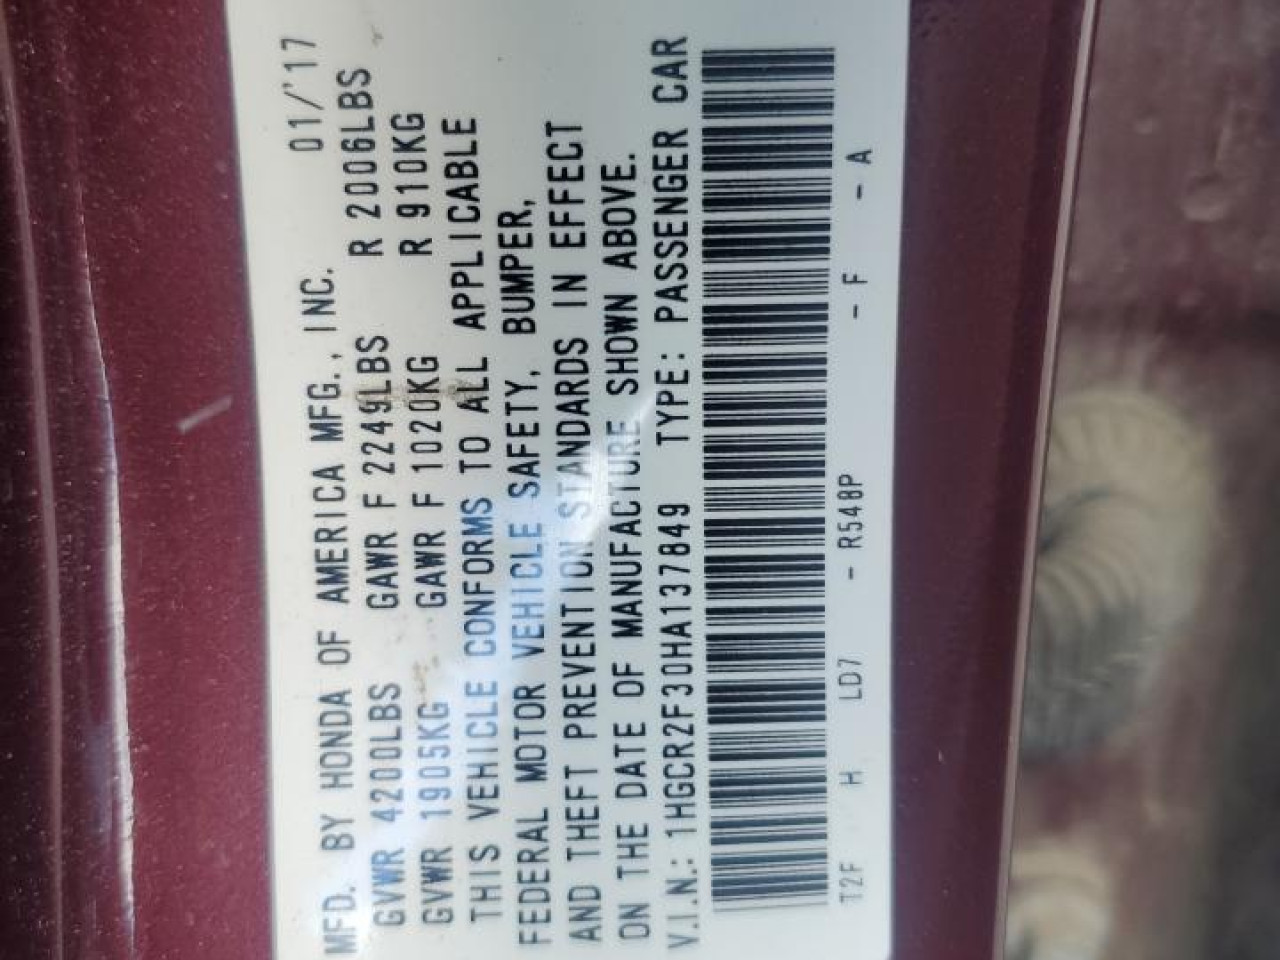 MFD. BY HONDA OF AMERICA MFG., INC. 01/'17
GVWR 4200LBS GAWR F 2249LBS R 2006LBS
GVWR 1905KG GAWR F 1020KG R 910KG
THIS VEHICLE CONFORMS TO ALL APPLICABLE
FEDERAL MOTOR VEHICLE SAFETY, BUMPER,
AND THEFT PREVENTION STANDARDS IN EFFECT
ON THE DATE OF MANUFACTURE SHOWN ABOVE.
V.I.N.: 1HGCR2F30HA137849 TYPE: PASSENGER CAR
T2F H LD7 - R548P - F - A